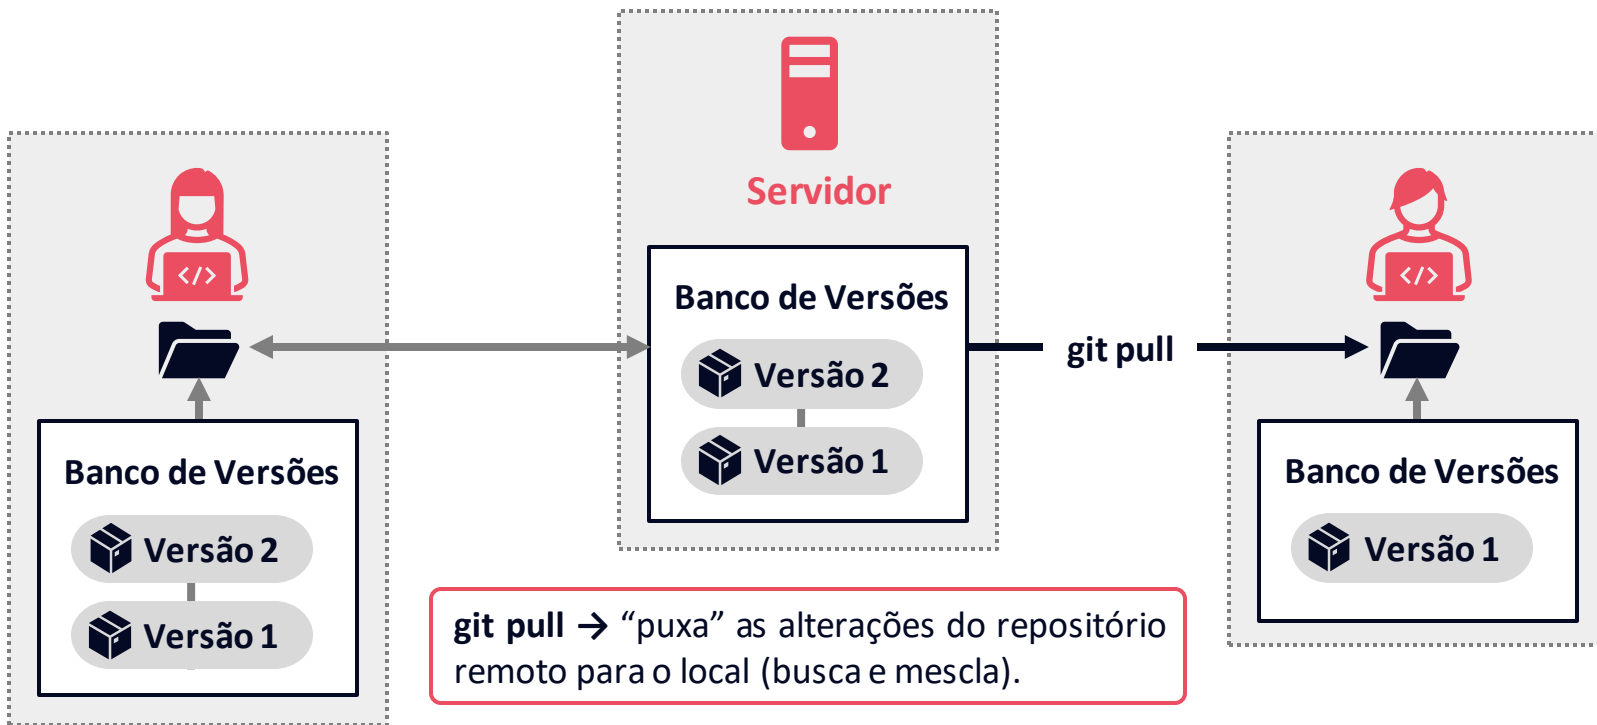 Servidor
Banco de Versões
Versão 2
Versão 1
git pull
</>
Banco de Versões
Versão 2
Versão 1
</>
Banco de Versões
Versão 1
git pull → “puxa” as alterações do repositório
remoto para o local (busca e mescla).